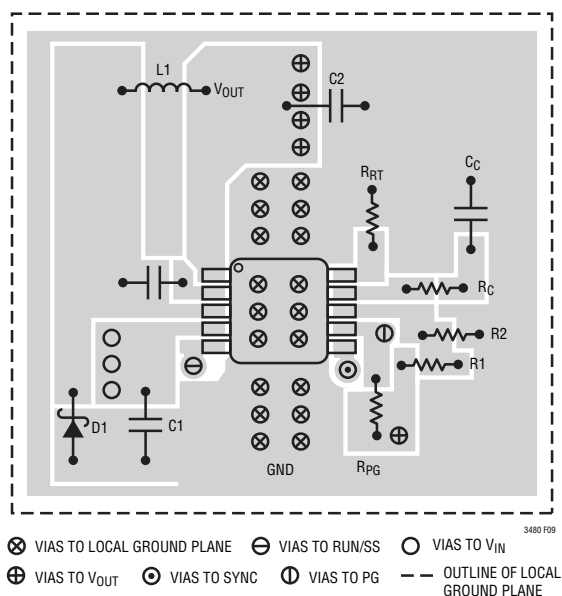 L1
VOUT
C2
RRT
CC
RC
R2
R1
D1
C1
GND
RPG
3480 F09
VIAS TO LOCAL GROUND PLANE
VIAS TO RUN/SS
VIAS TO VIN
VIAS TO VOUT
VIAS TO SYNC
VIAS TO PG
OUTLINE OF LOCAL
GROUND PLANE